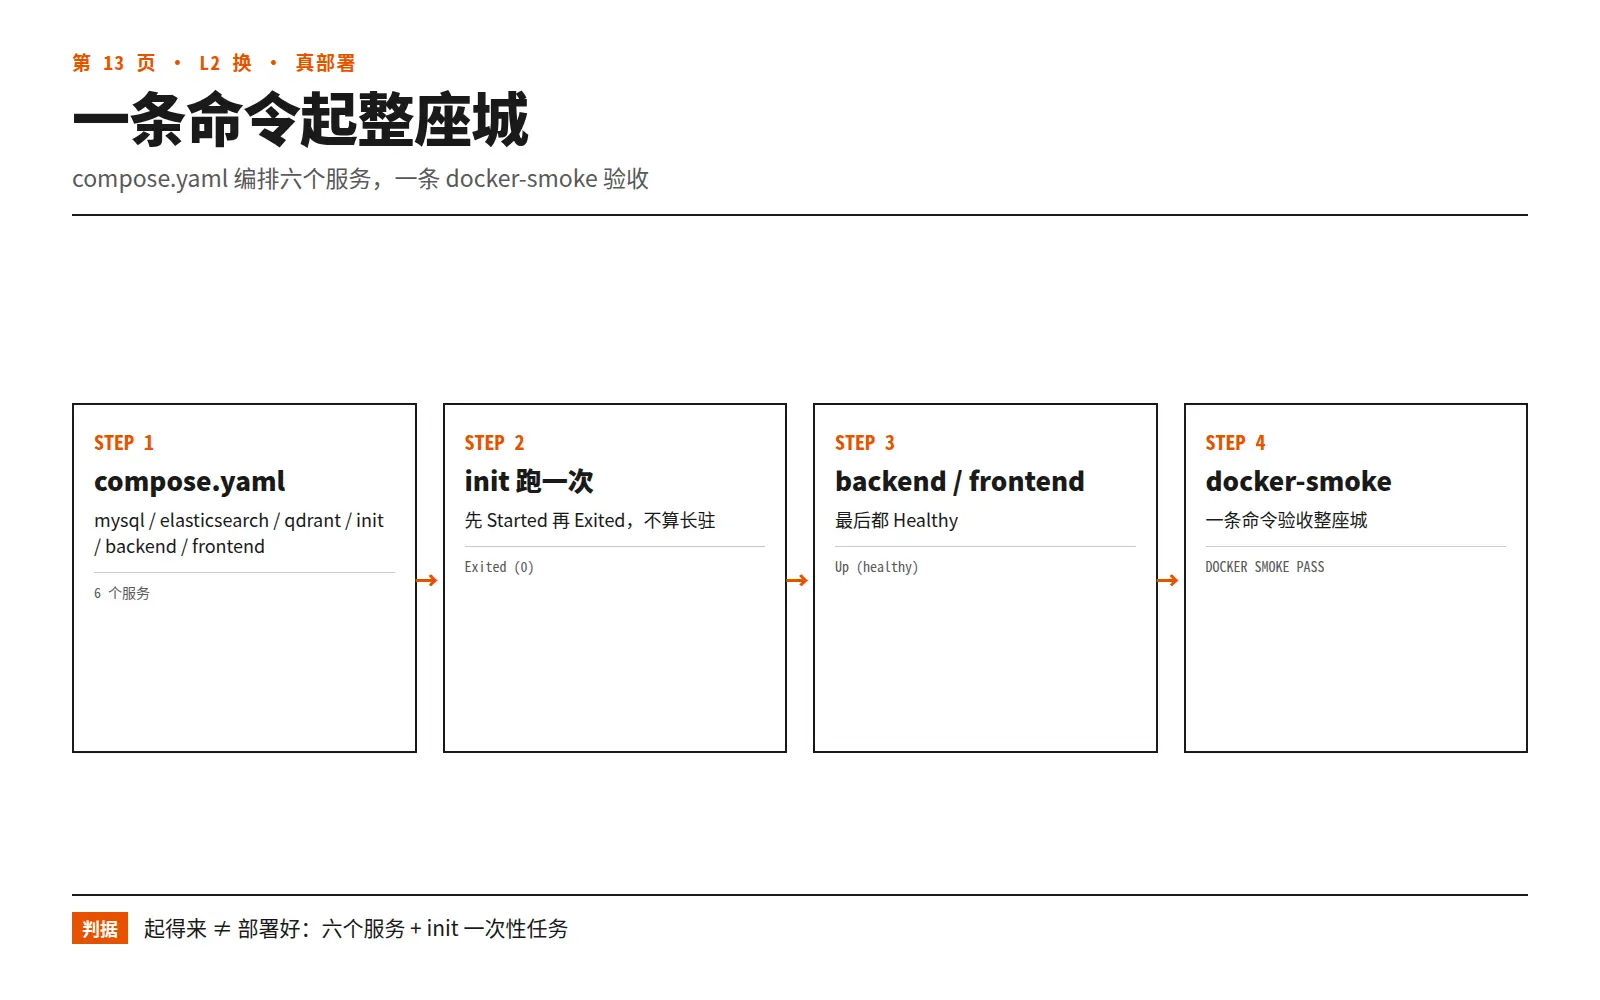 第 13 页 · L2 换 · 真部署
一条命令起整座城
compose.yaml 编排六个服务，一条 docker-smoke 验收
STEP 1
compose.yaml
mysql / elasticsearch / qdrant / init
/ backend / frontend
6 个服务
→
STEP 2
init 跑一次
先 Started 再 Exited，不算长驻
Exited (0)
→
STEP 3
backend / frontend
最后都 Healthy
Up (healthy)
→
STEP 4
docker-smoke
一条命令验收整座城
DOCKER SMOKE PASS
判据 起得来 ≠ 部署好：六个服务 + init 一次性任务